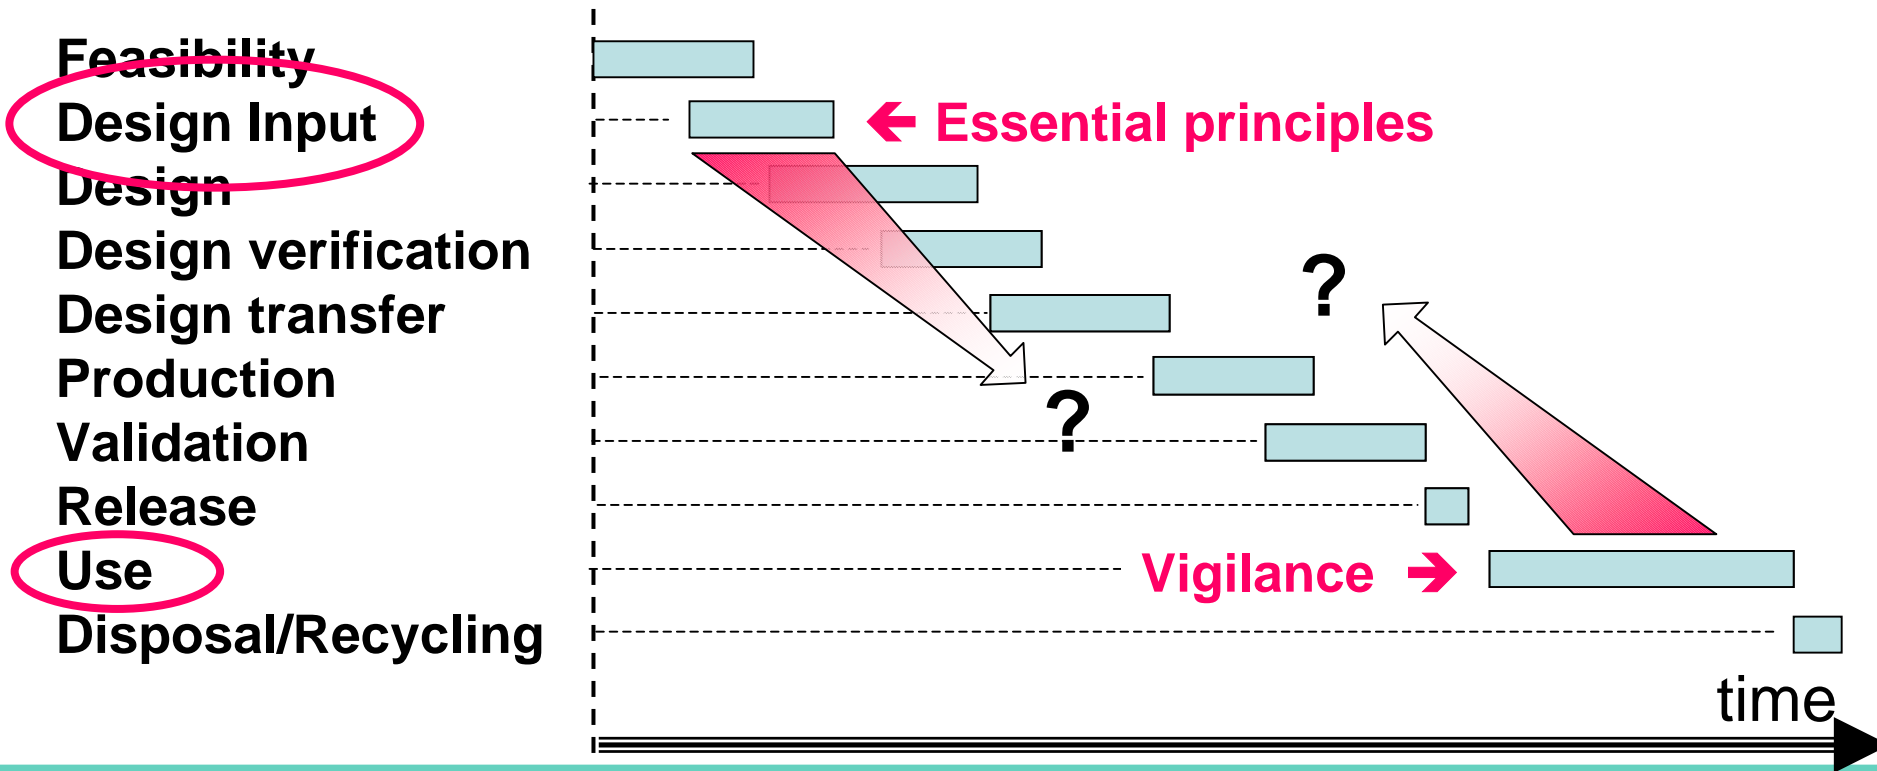 Feasibility
Design Input
← Essential principles
Design
Design verification
Design transfer
?
Production
?
Validation
Release
Use
Vigilance →
Disposal/Recycling
time